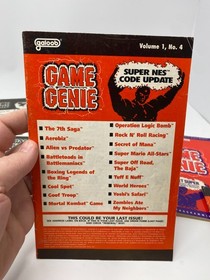 galoob
Volume 1, No. 4
GAME
GENIE
SUPER NES
CODE UPDATE
The 7th Saga
Aerobiz
Alien vs Predator
Battletoads in
Battlemaniacs
Boxing Legends of
the Ring
Cool Spot
Goof Troop
Mortal Kombat Game
Operation Logic Bomb
Rock N' Roll Racing
Secret of Mana
Super Mario All-Stars
Super Off Road,
The Baja
Tuff E Nuff
World Heroes
Yoshi's Safari
Zombies Ate
My Neighbors
THIS COULD BE YOUR LAST ISSUE!